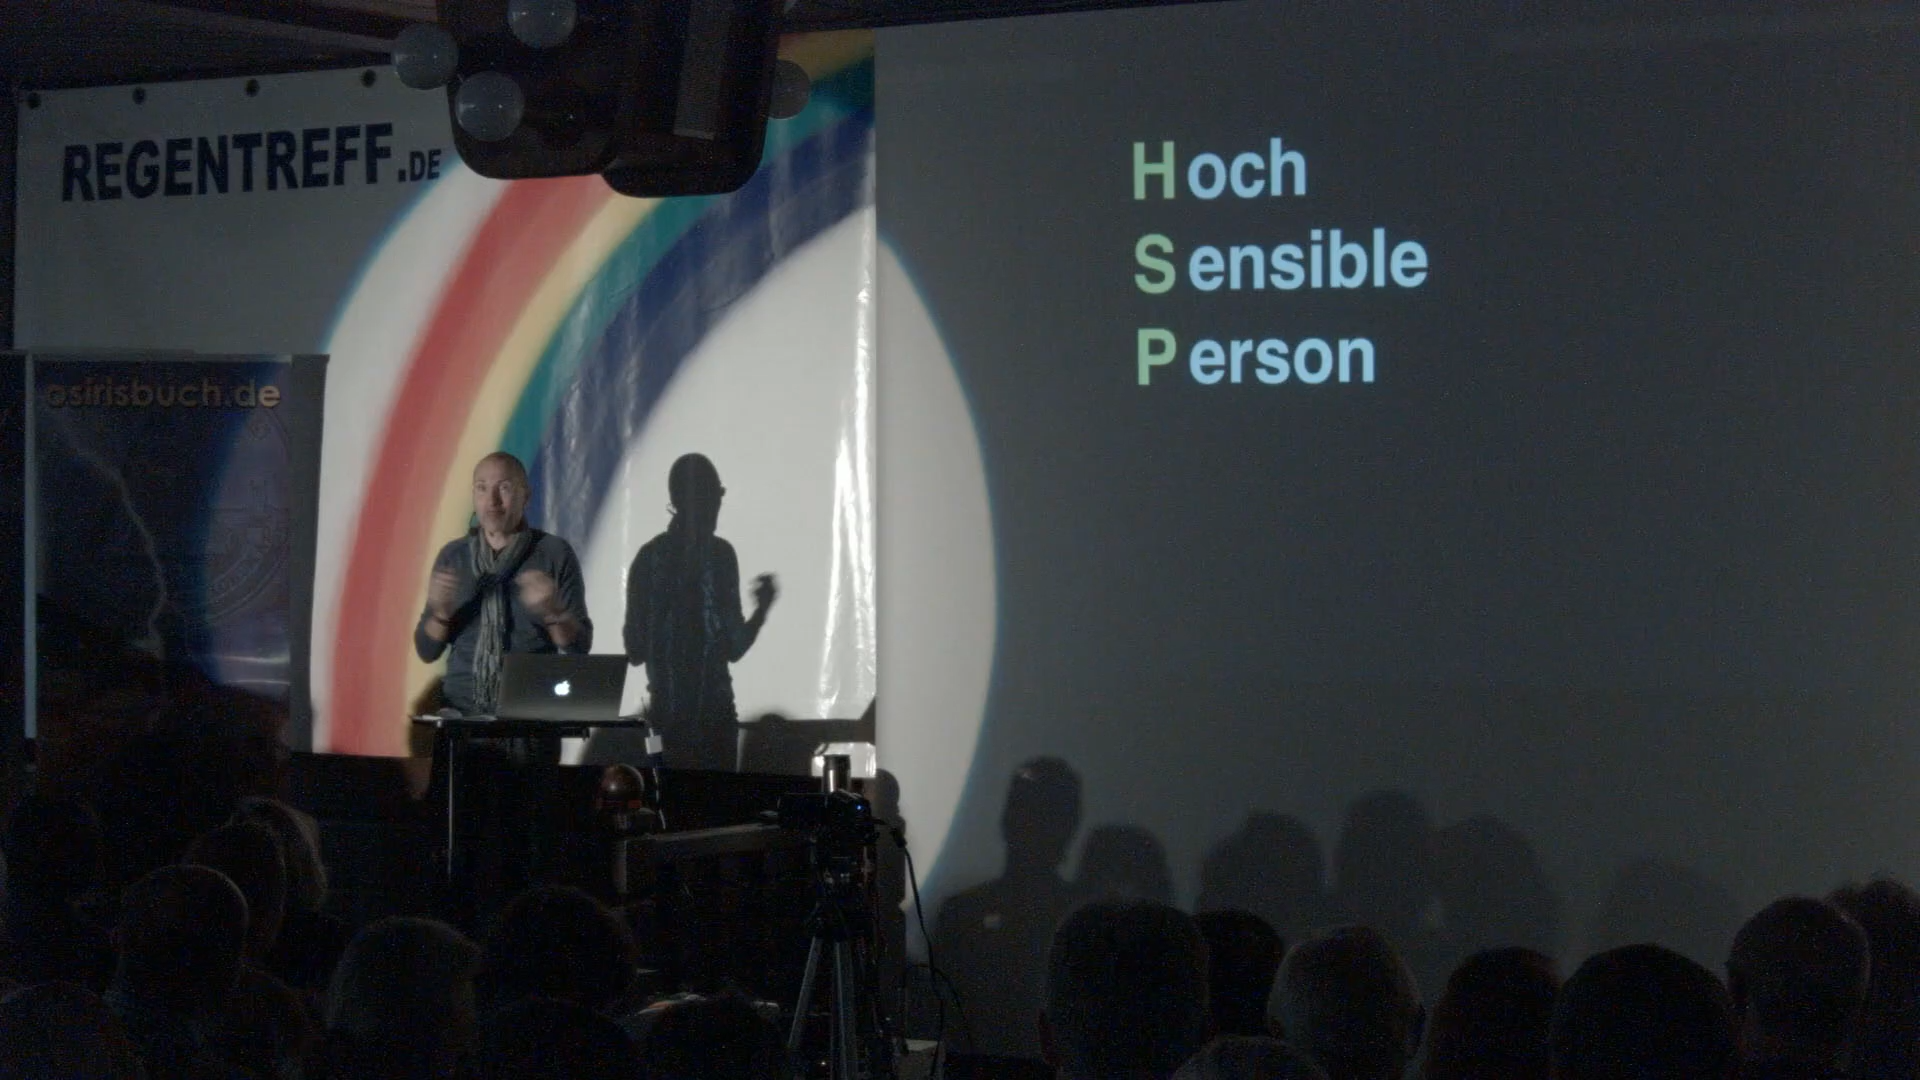 REGENTREFF.DE
osirisbuch.de
Hoch
Sensible
Person